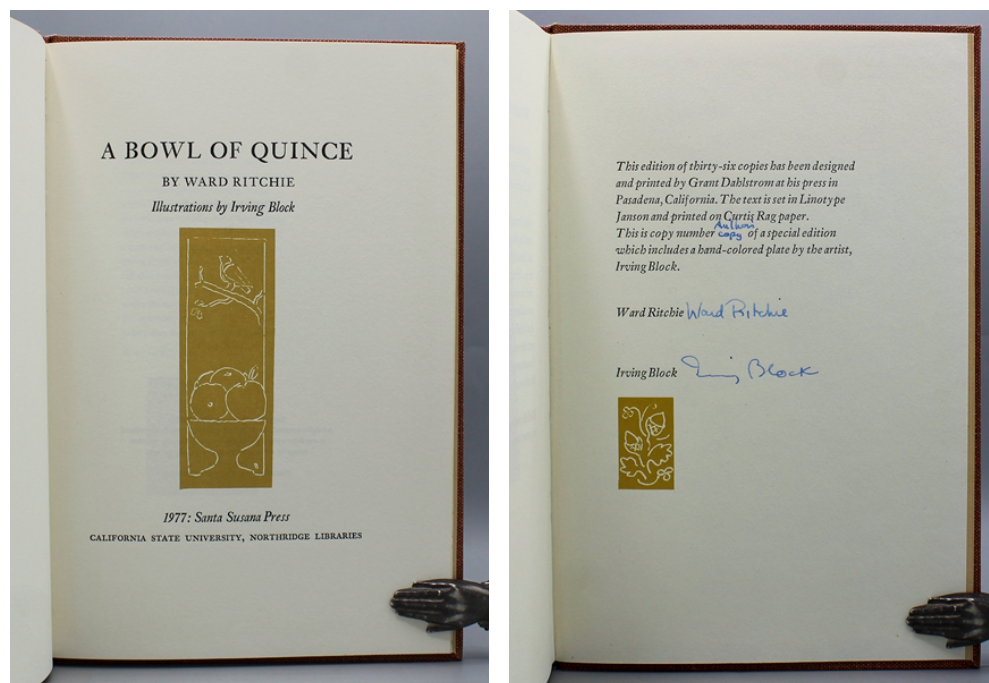 A BOWL OF QUINCE
BY WARD RITCHIE
Illustrations by Irving Block
1977: Santa Susana Press
CALIFORNIA STATE UNIVERSITY, NORTHRIDGE LIBRARIES
This edition of thirty-six copies has been designed
and printed by Grant Dahlstrom at his press in
Pasadena, California. The text is set in Linotype
Janson and printed on Curtis Rag paper.
This is copy number Authors copy of a special edition
which includes a hand-colored plate by the artist,
Irving Block.
Ward Ritchie Ward Ritchie
Irving Block Irving Block